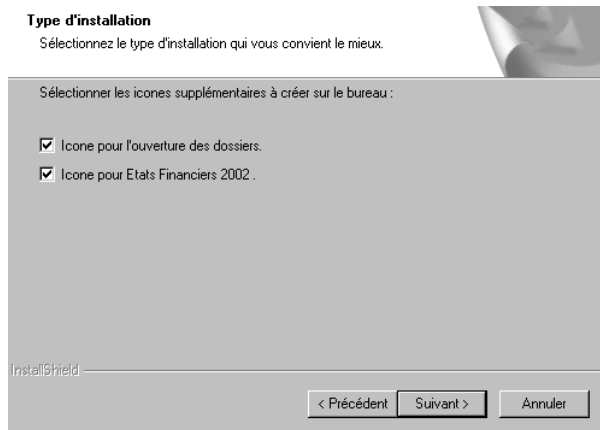 Type d'installation
Sélectionnez le type d'installation qui vous convient le mieux.
Sélectionner les icones supplémentaires à créer sur le bureau :
Icone pour l'ouverture des dossiers.
Icone pour Etats Financiers 2002 .
InstallShield
< Précédent Suivant > Annuler